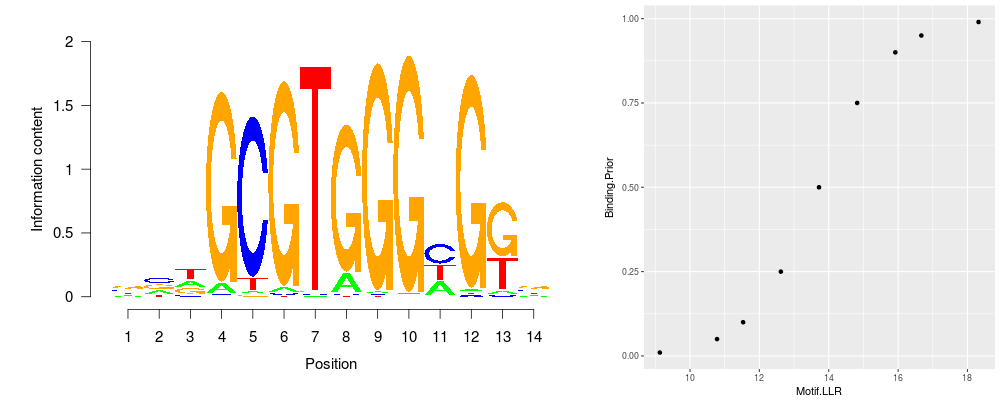 2
1.5
1
0.5
0
Information content
GCGTGGGCGG
TATAT
1 2 3 4 5 6 7 8 9 10 11 12 13 14
Position
1.00
0.75
0.50
0.25
0.00
Binding.Prior
10 12 14 16 18
Motif.LLR